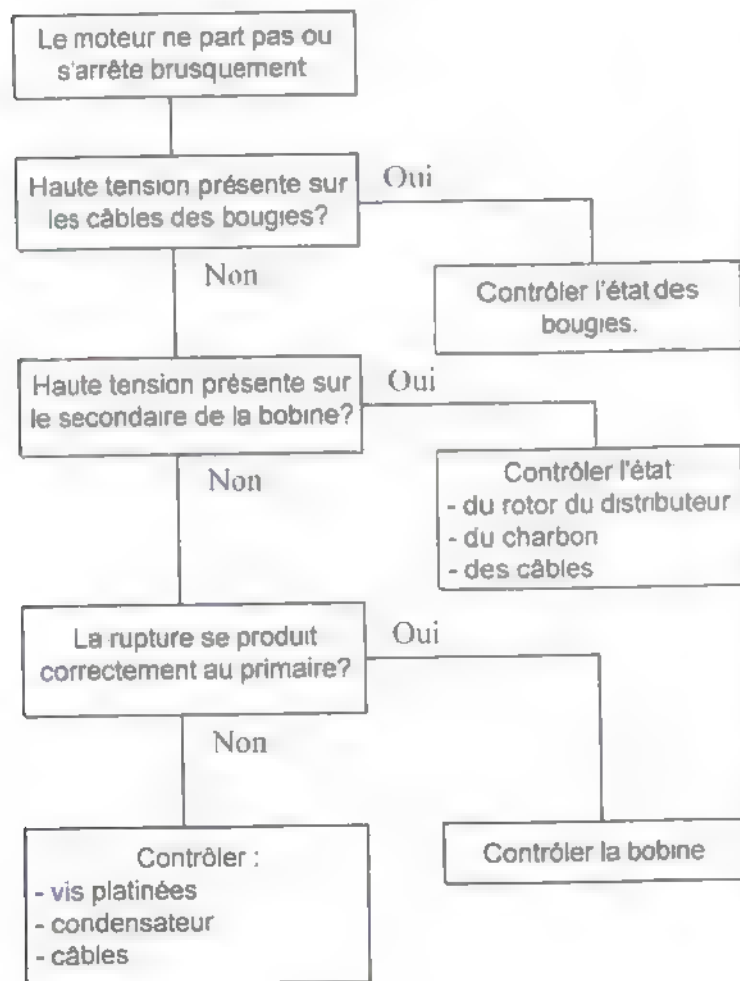 Le moteur ne part pas ou
s'arrête brusquement
Haute tension présente sur
les câbles des bougies?
Oui
Non
Contrôler l'état des
bougies.
Haute tension présente sur
le secondaire de la bobine?
Oui
Non
Contrôler l'état
- du rotor du distributeur
- du charbon
- des câbles
La rupture se produit
correctement au primaire?
Oui
Non
Contrôler :
- vis platinées
- condensateur
- câbles
Contrôler la bobine